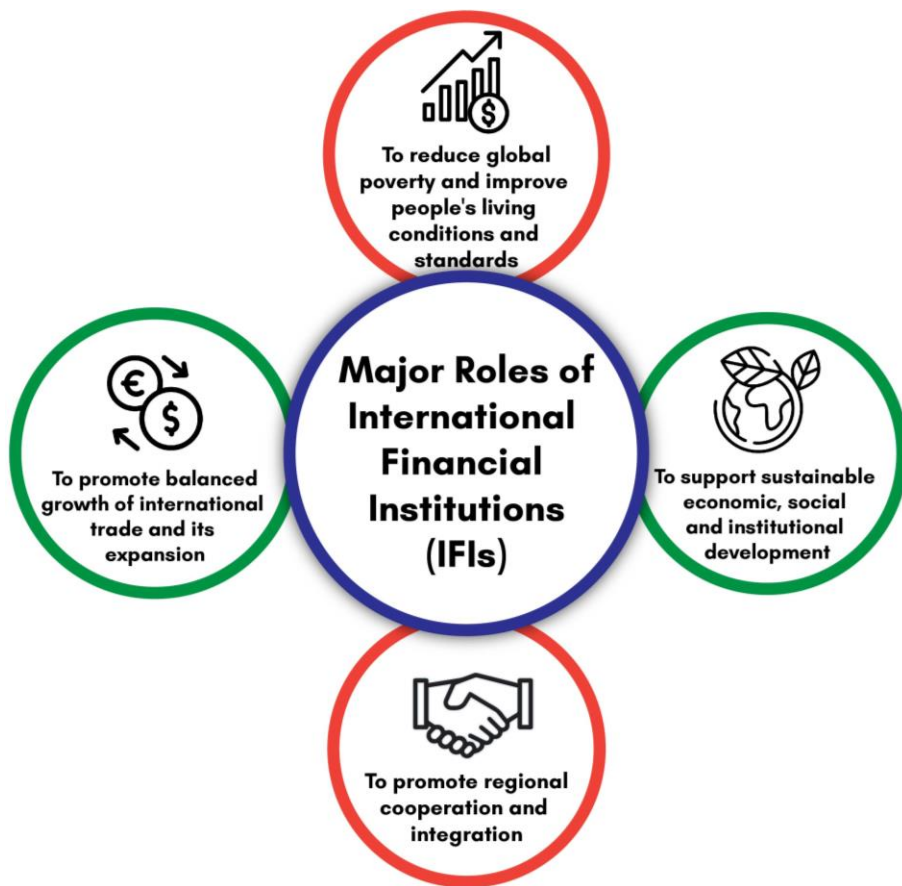 $
To reduce global
poverty and improve
people's living
conditions and
standards
€
$
To promote balanced
growth of international
trade and its
expansion
Major Roles of
International
Financial
Institutions
(IFIs)
To support sustainable
economic, social
and institutional
development
To promote regional
cooperation and
integration